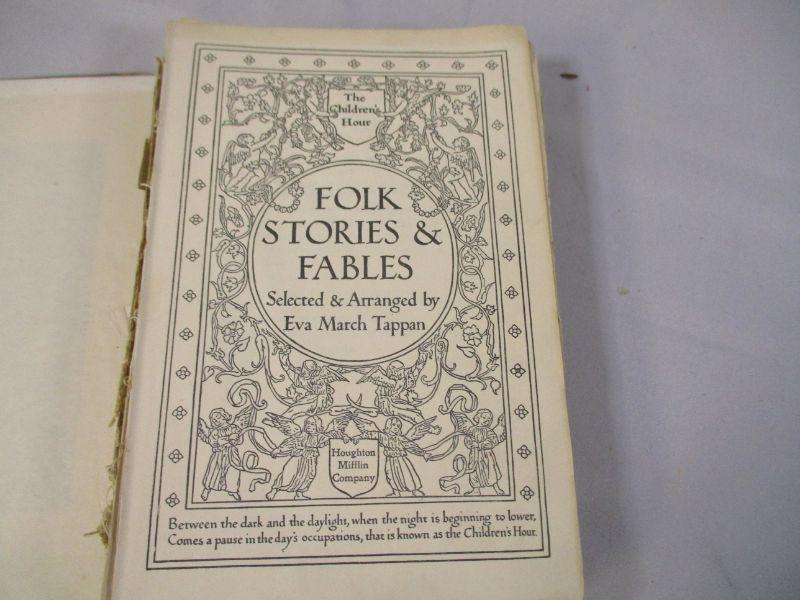 The
Children's
Hour
FOLK
STORIES &
FABLES
Selected & Arranged by
Eva March Tappan
Houghton
Mifflin
Company
Between the dark and the daylight, when the night is beginning to lower,
Comes a pause in the day's occupations, that is known as the Children's Hour.